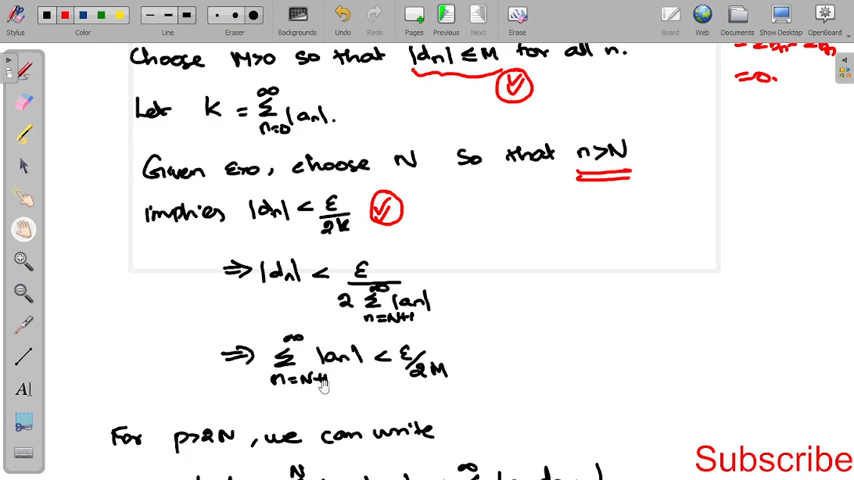 Stylus Color Line Eraser Backgrounds Undo Redo Pages Previous Next Erase Board Web Documents Show Desktop OpenBoard
Choose M>0 so that |dn| ≤ M for all n.
= 0.
Let K = ∑_{n=0}^{∞} |an|.
Given ε>0, choose N so that n>N
implies |dn| < ε/2K
⇒ |dn| < ε / 2 ∑_{n=N+1}^{∞} |an|
⇒ ∑_{n=N+1}^{∞} |an| < ε/2M
For p>2N, we can write
Subscribe